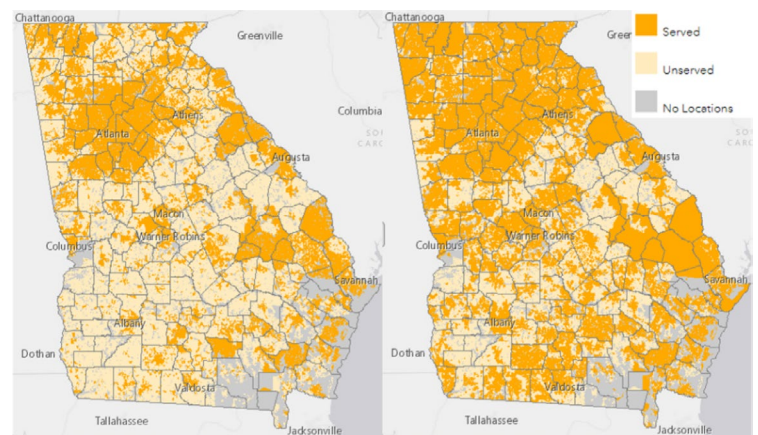 Chattanooga
Greenville
Columbia
Athens
Atlanta
Augusta
Macon
Warner Robins
Columbus
Savannah
Albany
Dothan
Valdosta
Tallahassee
Jacksonville
Served
Unserved
No Locations
Chattanooga
Athens
Atlanta
Augusta
Macon
Warner Robins
Columbus
Savannah
Albany
Dothan
Valdosta
Tallahassee
Jacksonville